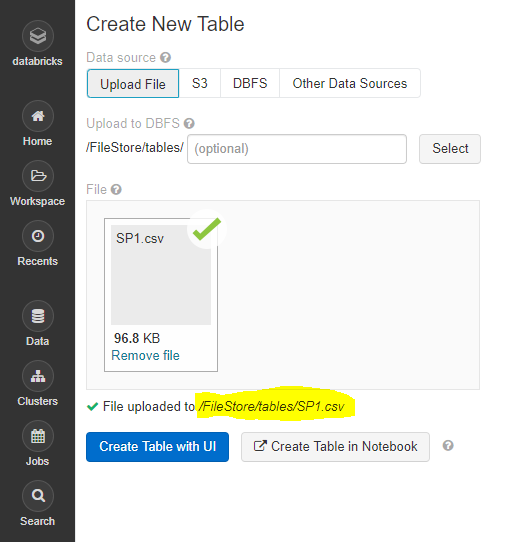 databricks
Home
Workspace
Recents
Data
Clusters
Jobs
Search
Create New Table
Data source ?
Upload File S3 DBFS Other Data Sources
Upload to DBFS ?
/FileStore/tables/ (optional) Select
File ?
SP1.csv
96.8 KB
Remove file
File uploaded to /FileStore/tables/SP1.csv
Create Table with UI Create Table in Notebook ?